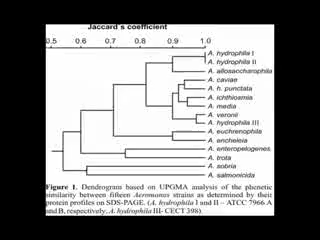 Jaccard´s coefficient
0.5 0.6 0.7 0.8 0.9 1.0
A. hydrophila I
A. hydrophila II
A. allosaccharophila
A. caviae
A. h. punctata
A. ichthiosmia
A. media
A. veronii
A. hydrophila III
A. euchrenophila
A. encheleia
A. enteropelogenes
A. trota
A. sobria
A. salmonicida
Figure 1. Dendrogram based on UPGMA analysis of the phenetic
similarity between fifteen Aeromonas strains as determined by their
protein profiles on SDS-PAGE. (A. hydrophila I and II – ATCC 7966 A
and B, respectively. A. hydrophila III- CECT 398)